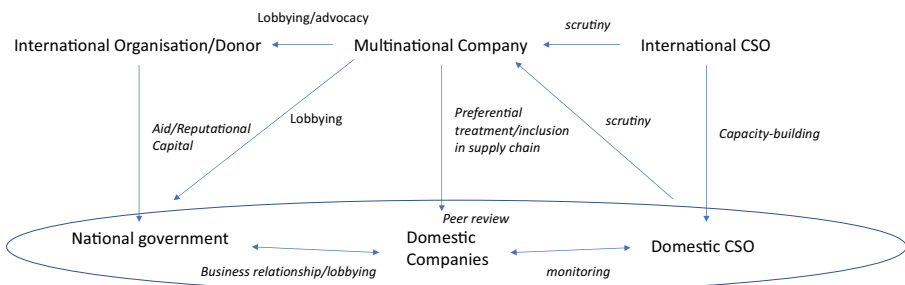 Lobbying/advocacy
scrutiny
International Organisation/Donor
Multinational Company
International CSO
Aid/Reputational
Capital
Lobbying
Preferential
treatment/inclusion
in supply chain
scrutiny
Capacity-building
Peer review
National government
Domestic
Companies
Domestic CSO
Business relationship/lobbying
monitoring